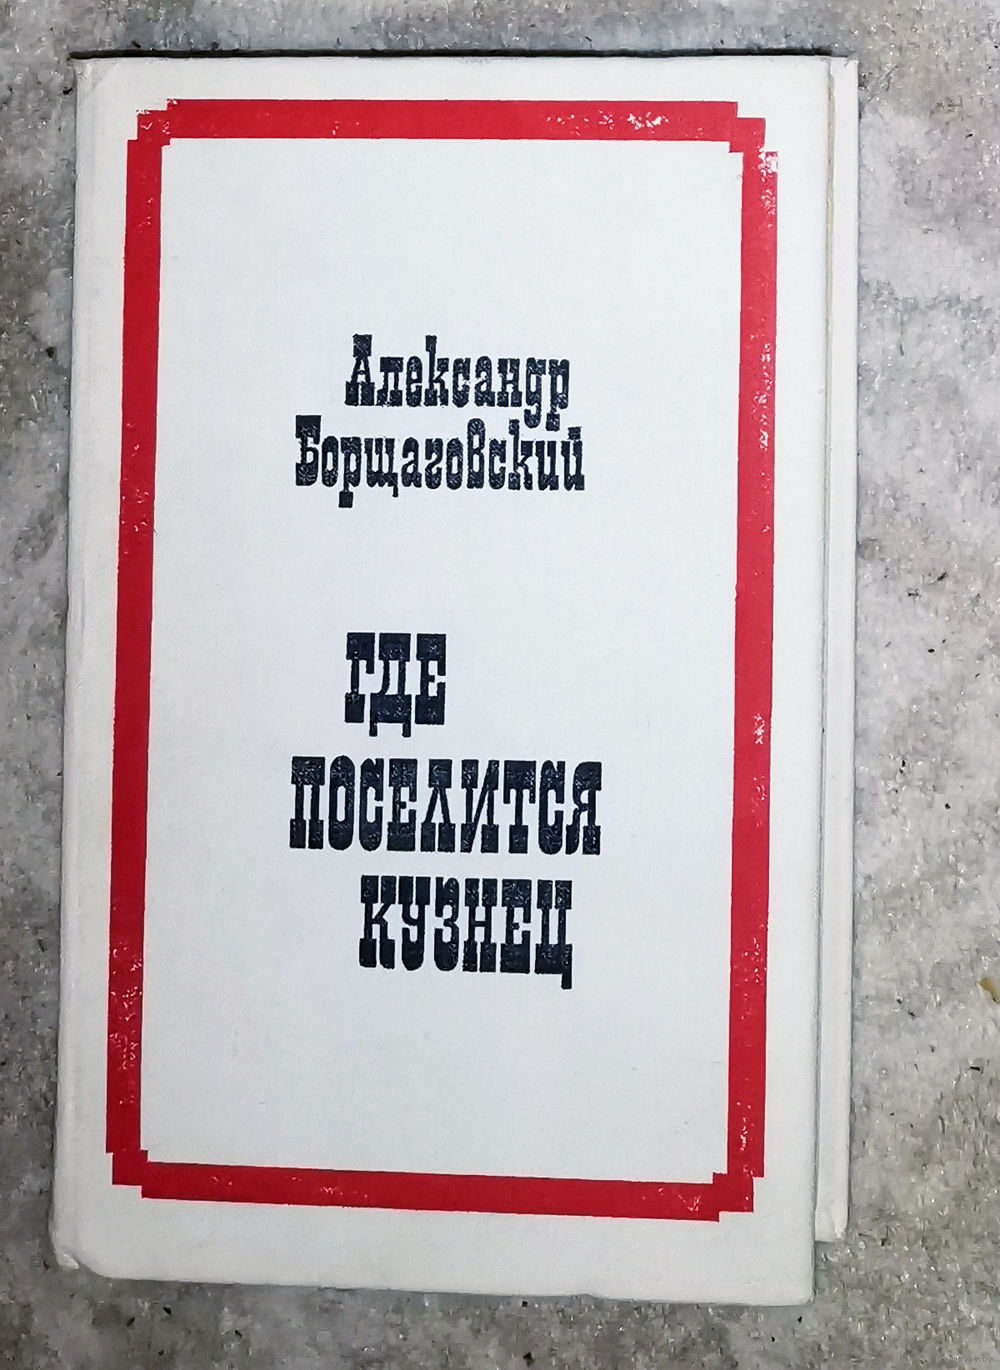 Александр
Борщаговский
ГДЕ
ПОСЕЛИТСЯ
КУЗНЕЦ